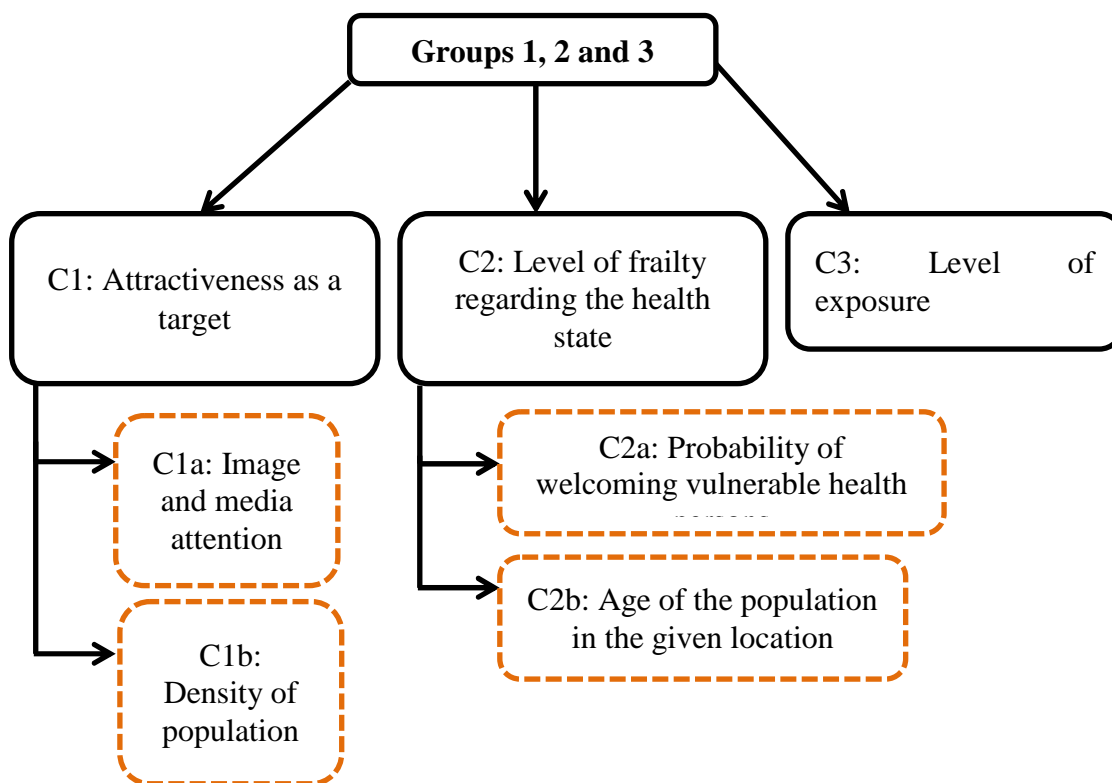 Groups 1, 2 and 3
C1: Attractiveness as a
target
C2: Level of frailty
regarding the health
state
C3: Level of
exposure
C1a: Image
and media
attention
C1b:
Density of
population
C2a: Probability of
welcoming vulnerable health
C2b: Age of the population
in the given location